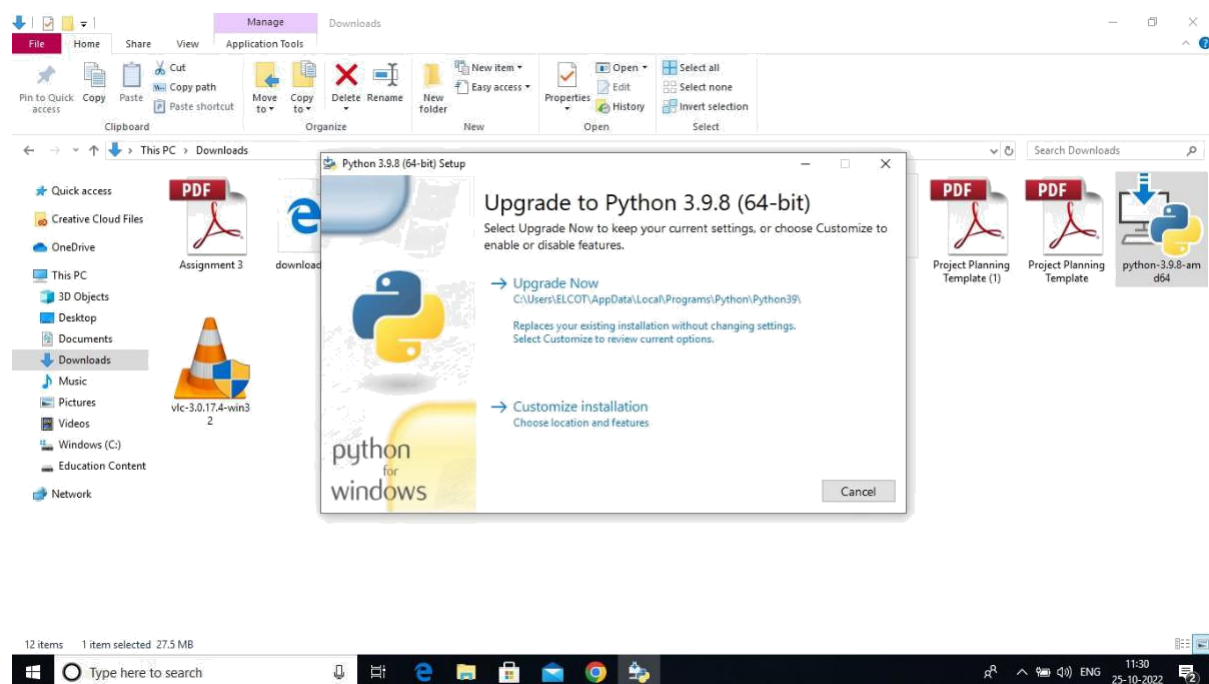 Manage
Downloads
File
Home
Share
View
Application Tools
Pin to Quick access
Copy
Paste
Cut
Copy path
Paste shortcut
Clipboard
Move to
Copy to
Delete
Rename
Organize
New folder
New item
Easy access
New
Properties
Open
Edit
History
Open
Select all
Select none
Invert selection
Select
This PC > Downloads
Search Downloads
Quick access
Creative Cloud Files
OneDrive
This PC
3D Objects
Desktop
Documents
Downloads
Music
Pictures
Videos
Windows (C:)
Education Content
Network
PDF
Assignment 3
download
vlc-3.0.17.4-win3
2
Python 3.9.8 (64-bit) Setup
Upgrade to Python 3.9.8 (64-bit)
Select Upgrade Now to keep your current settings, or choose Customize to
enable or disable features.
Upgrade Now
C:\Users\ELCOT\AppData\Local\Programs\Python\Python39\
Replaces your existing installation without changing settings.
Select Customize to review current options.
Customize installation
Choose location and features
python
for
windows
Cancel
PDF
Project Planning
Template (1)
PDF
Project Planning
Template
python-3.9.8-am
d64
12 items
1 item selected 27.5 MB
Type here to search
ENG
11:30
25-10-2022
2